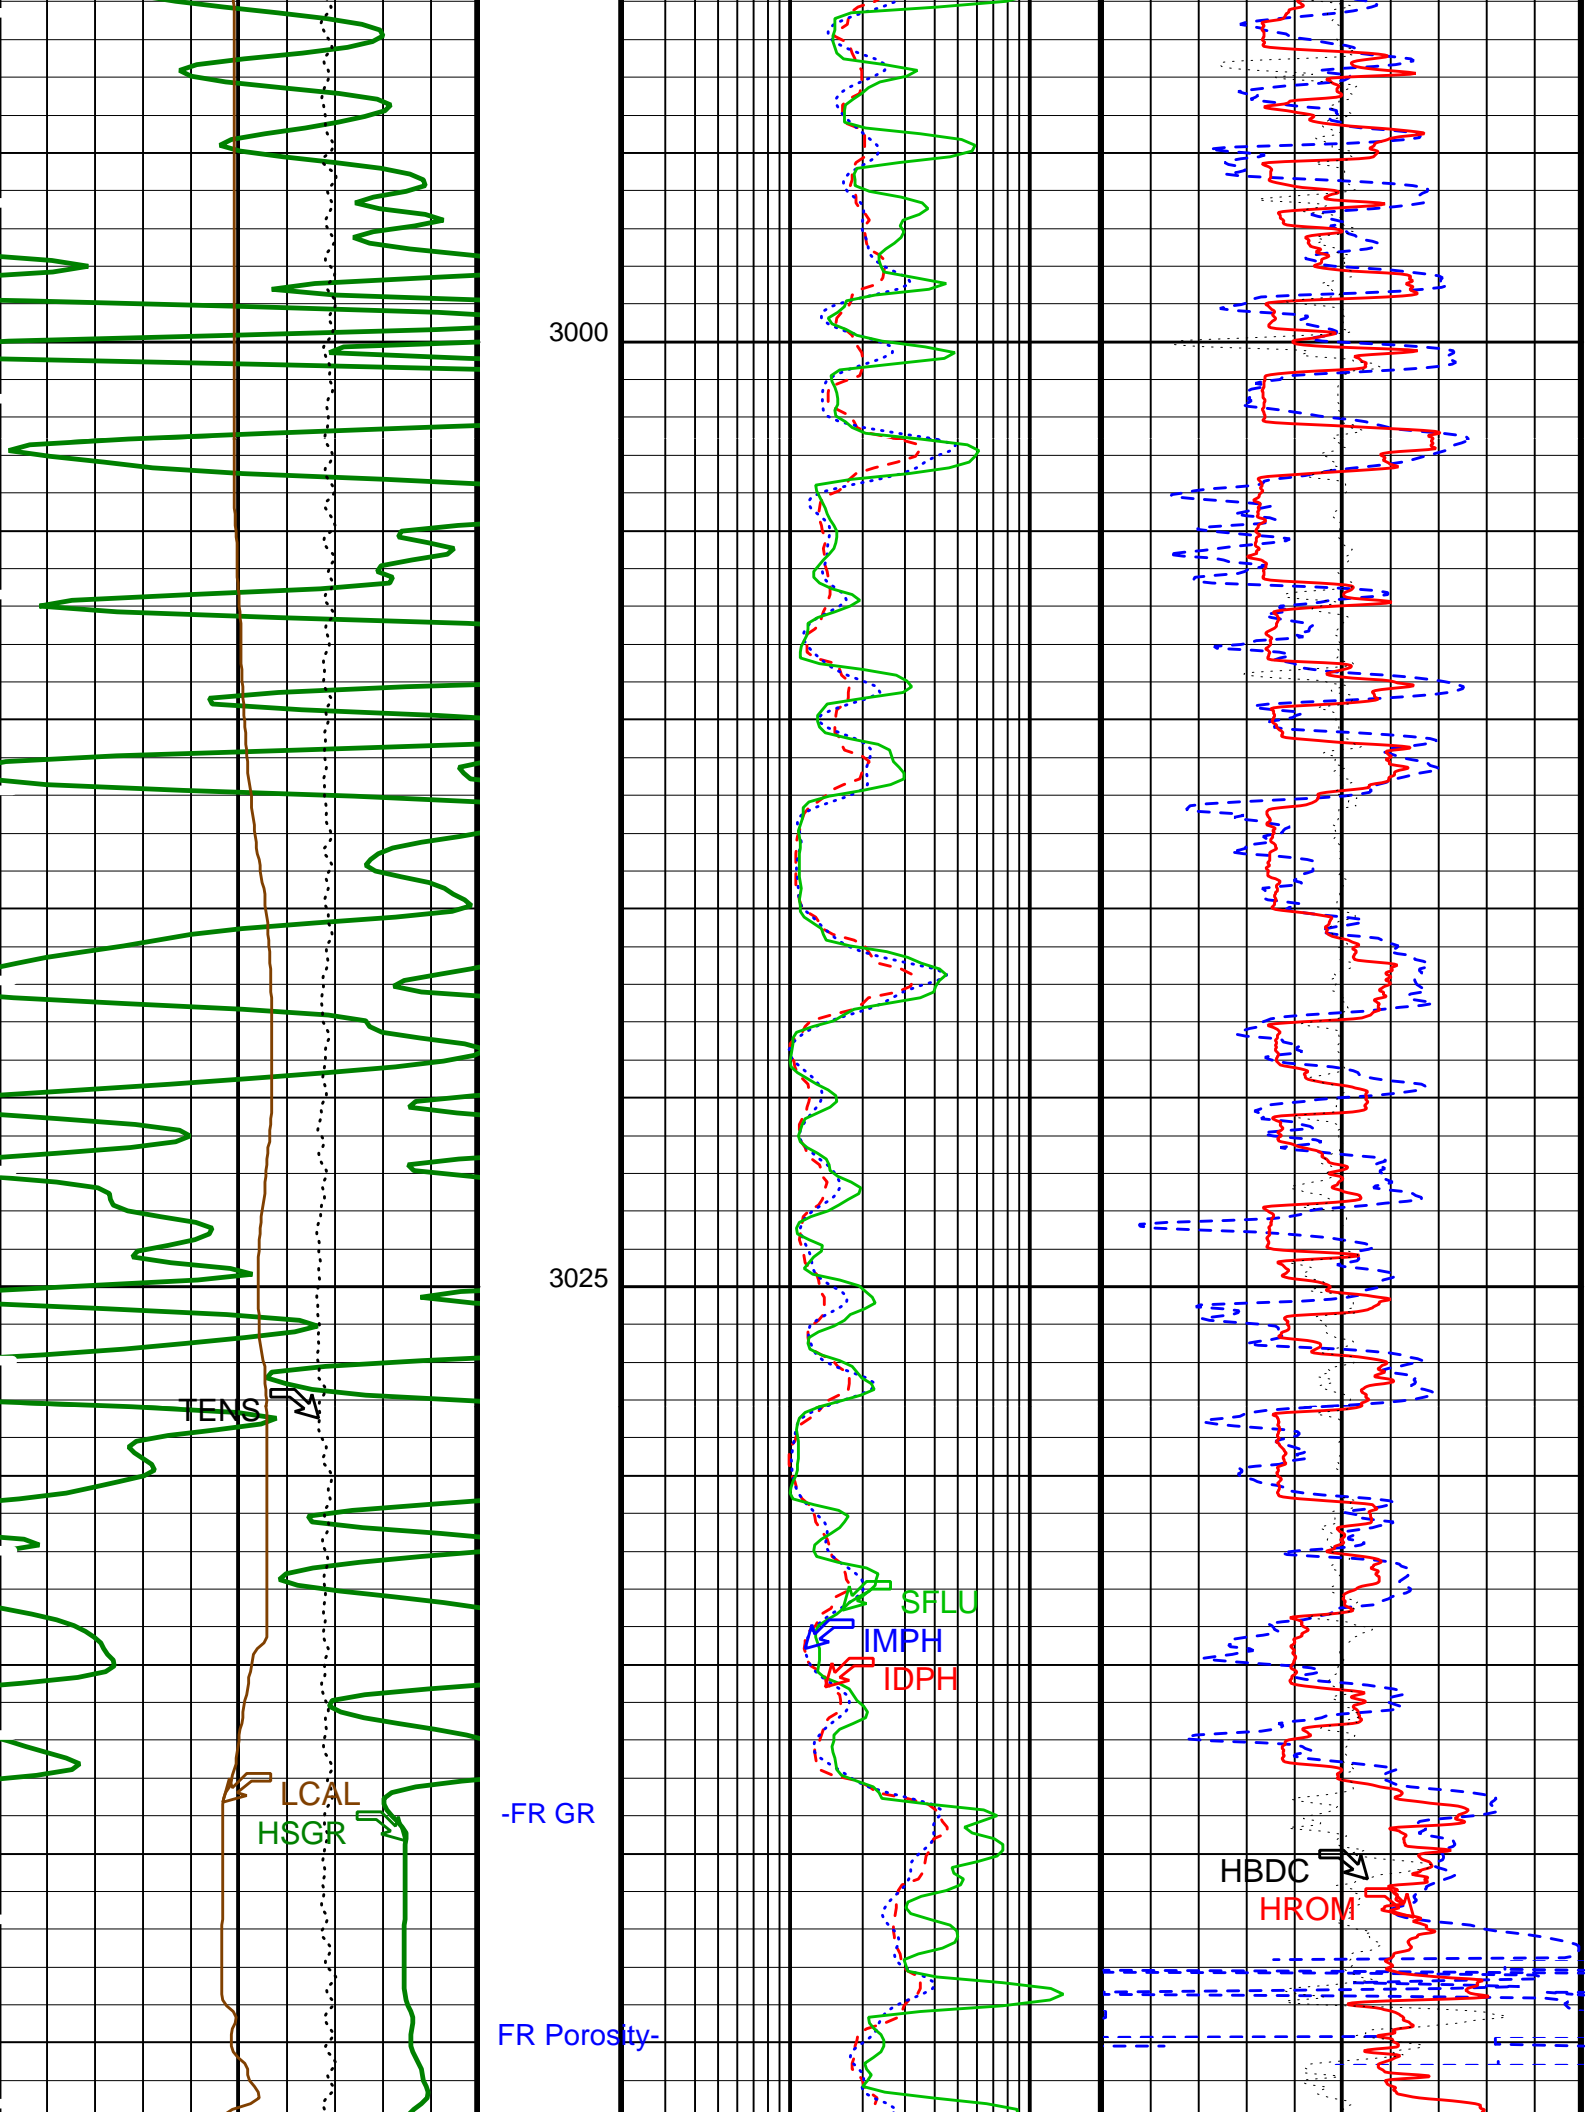 3000
3025
TENS
SFLU
IMPH
IDPH
LCAL
-FR GR
HSGR
HBDC
HROM
FR Porosity-